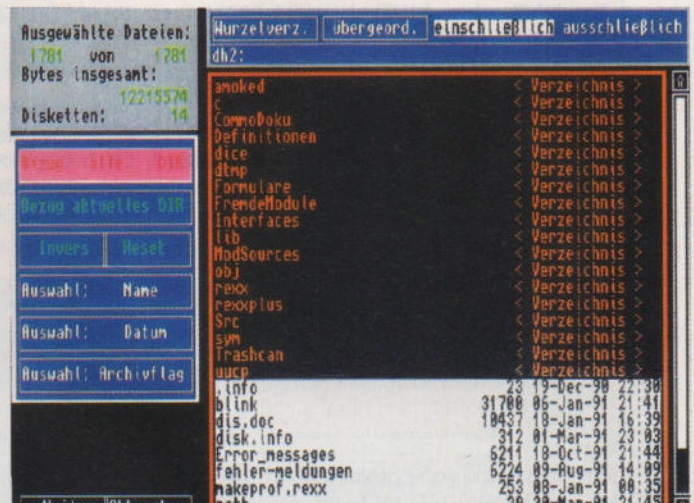 Ausgewählte Dateien:
1781 von 1781
Bytes insgesamt:
12215574
Disketten: 14
Bezug alle DIR
Bezug aktuelles DIR
Invers Reset
Auswahl: Name
Auswahl: Datum
Auswahl: Archivflag
Wurzelverz. übergeord. einschließlich ausschließlich
dh2:
amoked < Verzeichnis >
c < Verzeichnis >
CommoDoku < Verzeichnis >
Definitionen < Verzeichnis >
dice < Verzeichnis >
dtmp < Verzeichnis >
Formulare < Verzeichnis >
FremdeModule < Verzeichnis >
Interfaces < Verzeichnis >
lib < Verzeichnis >
ModSources < Verzeichnis >
obj < Verzeichnis >
rexx < Verzeichnis >
rexxplus < Verzeichnis >
Src < Verzeichnis >
sym < Verzeichnis >
Trashcan < Verzeichnis >
uucp < Verzeichnis >
.info 23 19-Dec-90 22:30
blink 31700 06-Jan-91 21:41
dis.doc 10437 18-Jan-91 16:39
disk.info 312 01-Mar-91 23:03
Error_messages 6211 18-Oct-91 21:44
fehler-meldungen 6224 09-Aug-91 14:09
makeprof.rexx 253 08-Jan-91 00:35